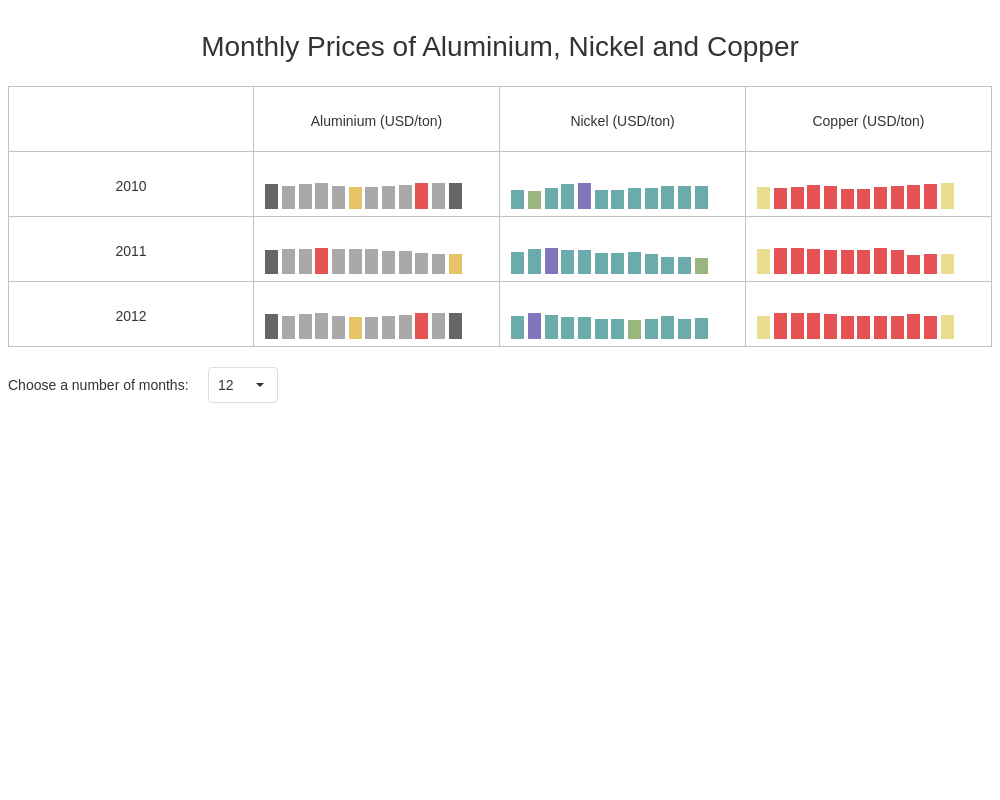 Monthly Prices of Aluminium, Nickel and Copper
Aluminium (USD/ton) Nickel (USD/ton) Copper (USD/ton)
2010
2011
2012
Choose a number of months: 12